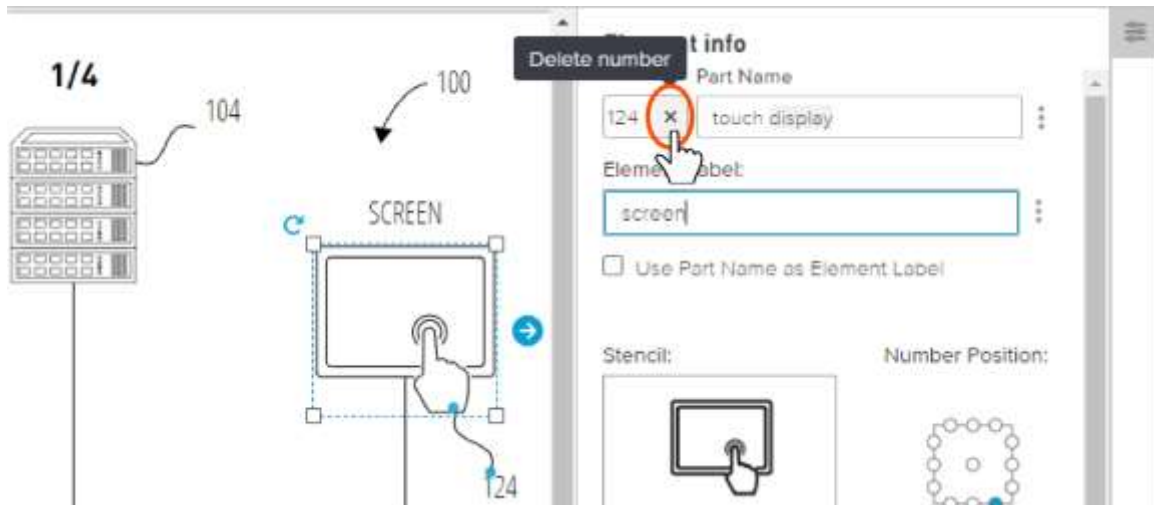 1/4
104
100
SCREEN
124
Delete number
t info
Part Name
124 × touch display
Eleme abel:
screen
Use Part Name as Element Label
Stencil:
Number Position: